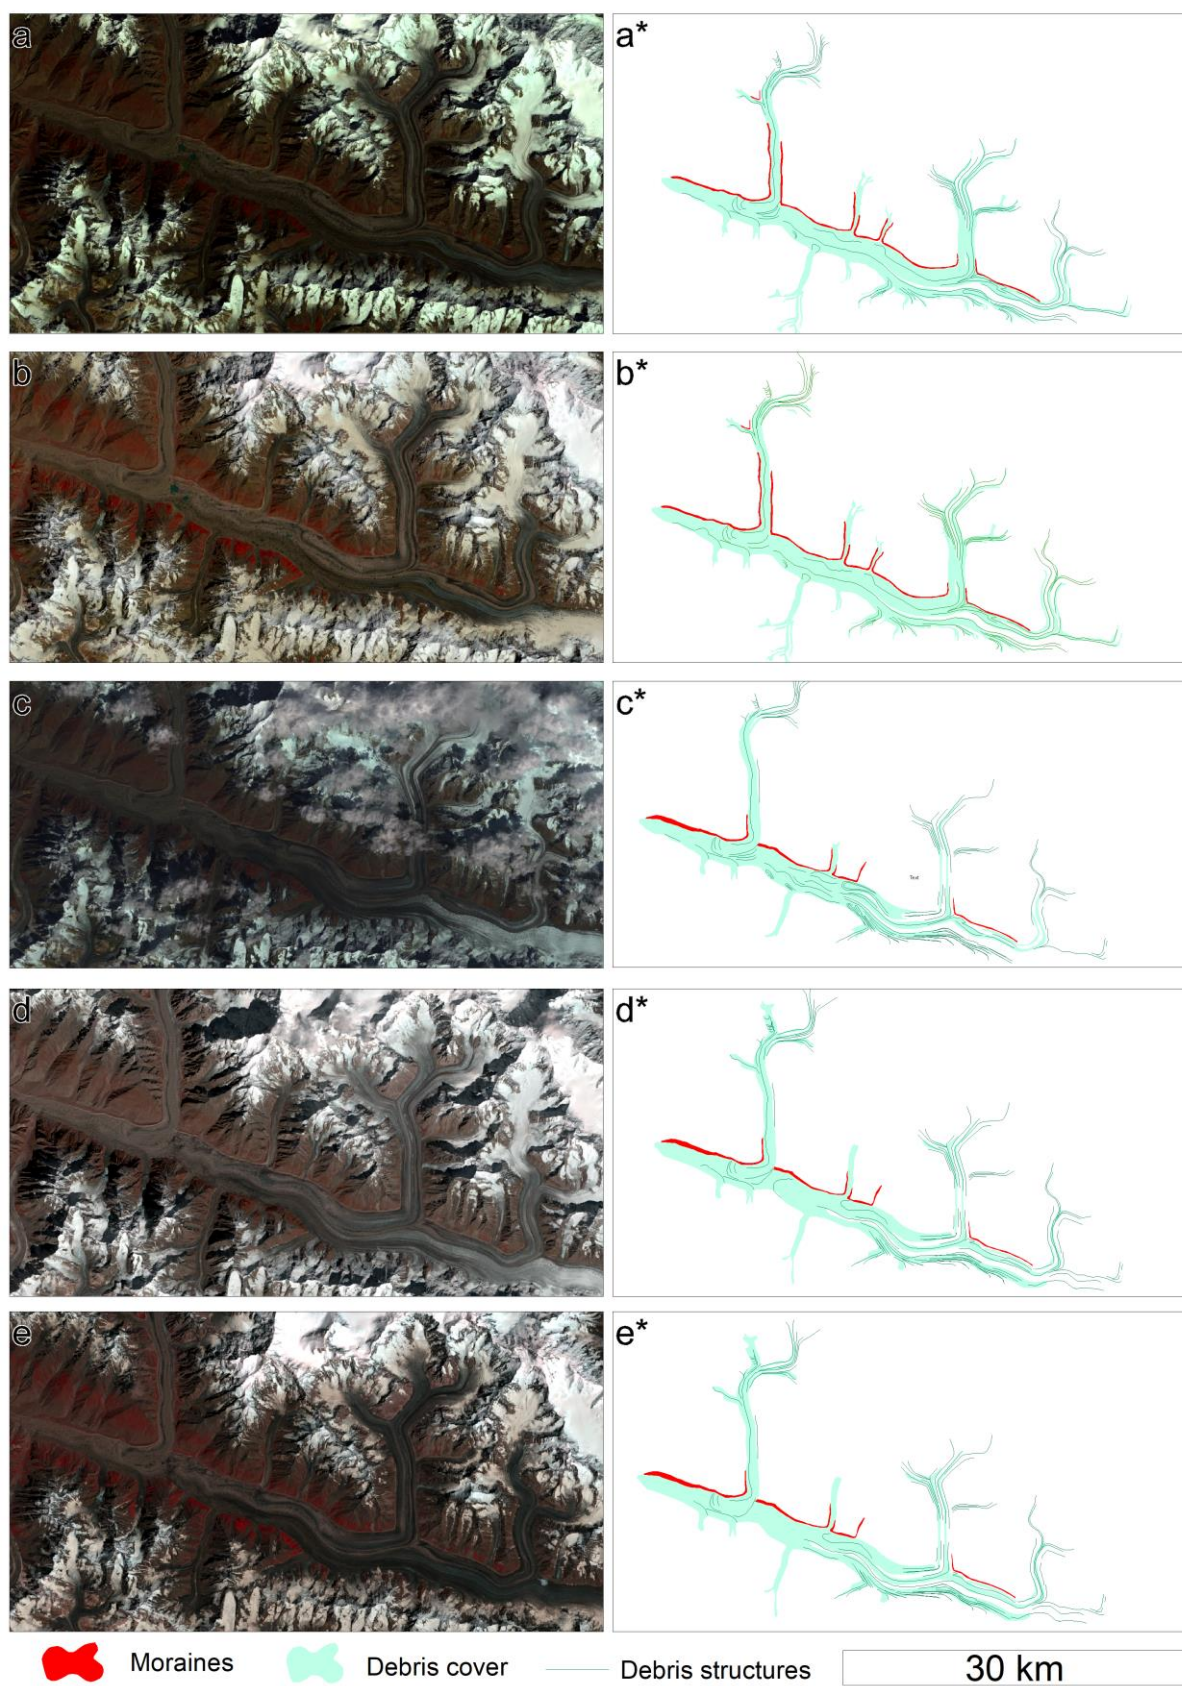 a
a*
b
b*
c
c*
d
d*
e
e*
Moraines
Debris cover
Debris structures
30 km